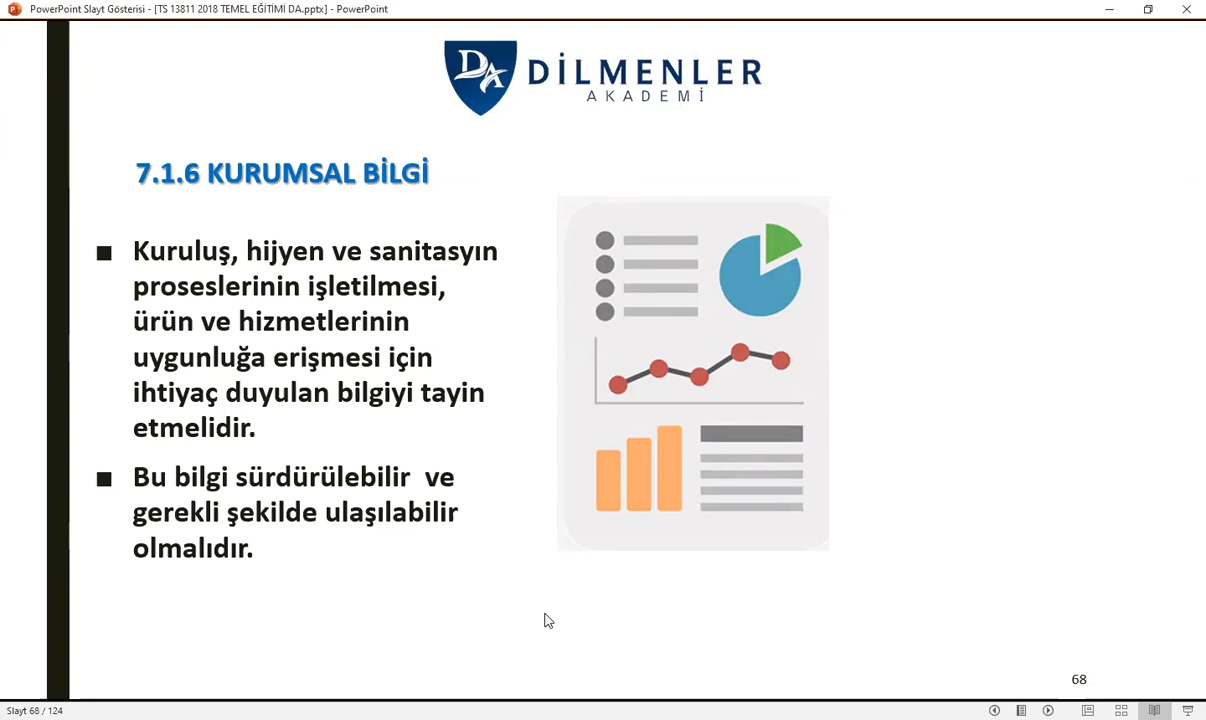 PowerPoint Slayt Gösterisi - [TS 13811 2018 TEMEL EĞİTİMİ DA.pptx] - PowerPoint
DA DİLMENLER
AKADEMİ
7.1.6 KURUMSAL BİLGİ
■ Kuruluş, hijyen ve sanitasyın
proseslerinin işletilmesi,
ürün ve hizmetlerinin
uygunluğa erişmesi için
ihtiyaç duyulan bilgiyi tayin
etmelidir.
■ Bu bilgi sürdürülebilir  ve
gerekli şekilde ulaşılabilir
olmalıdır.
68
Slayt 68 / 124